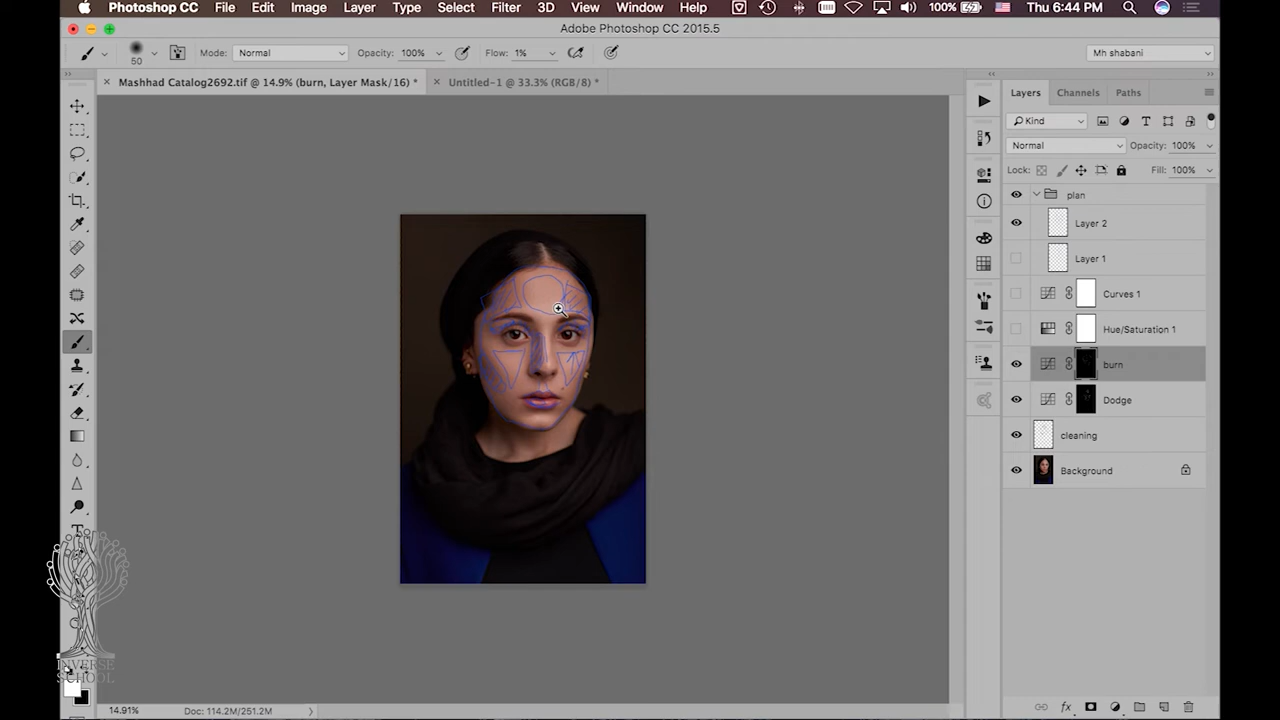 Photoshop CC File Edit Image Layer Type Select Filter 3D View Window Help 100% Thu 6:44 PM
Adobe Photoshop CC 2015.5
50 Mode: Normal Opacity: 100% Flow: 1% Mh shabani
Mashhad Catalog2692.tif @ 14.9% (burn, Layer Mask/16) * Untitled-1 @ 33.3% (RGB/8) *
Layers Channels Paths
Kind
Normal Opacity: 100%
Lock: Fill: 100%
plan
Layer 2
Layer 1
Curves 1
Hue/Saturation 1
burn
Dodge
cleaning
Background
INVERSE
SCHOOL
14.91% Doc: 114.2M/251.2M